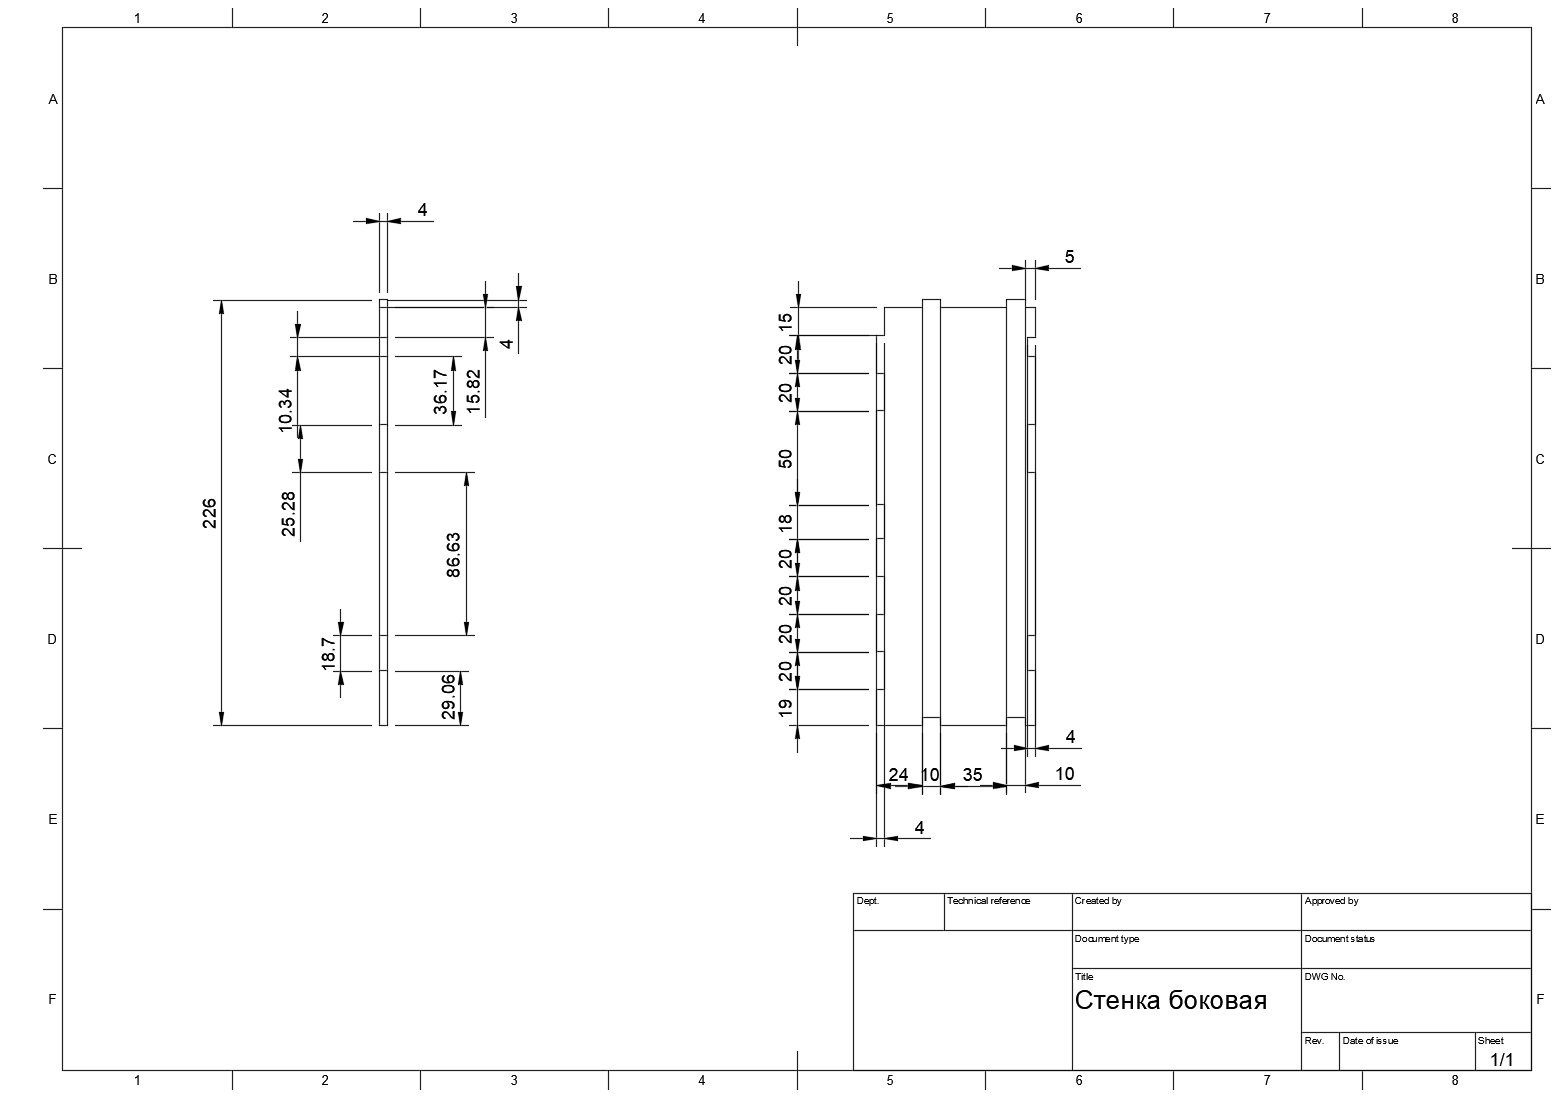 1 2 3 4 5 6 7 8
A A
B B
C C
D D
E E
F F
4
4
15.82
36.17
10.34
25.28
226
86.63
18.7
29.06
5
15
20
20
50
18
20
20
20
20
19
4
24 10 35 10
4
Dept. Technical reference Created by Approved by
Document type Document status
Title DWG No.
Стенка боковая
Rev. Date of issue Sheet
1/1
1 2 3 4 5 6 7 8